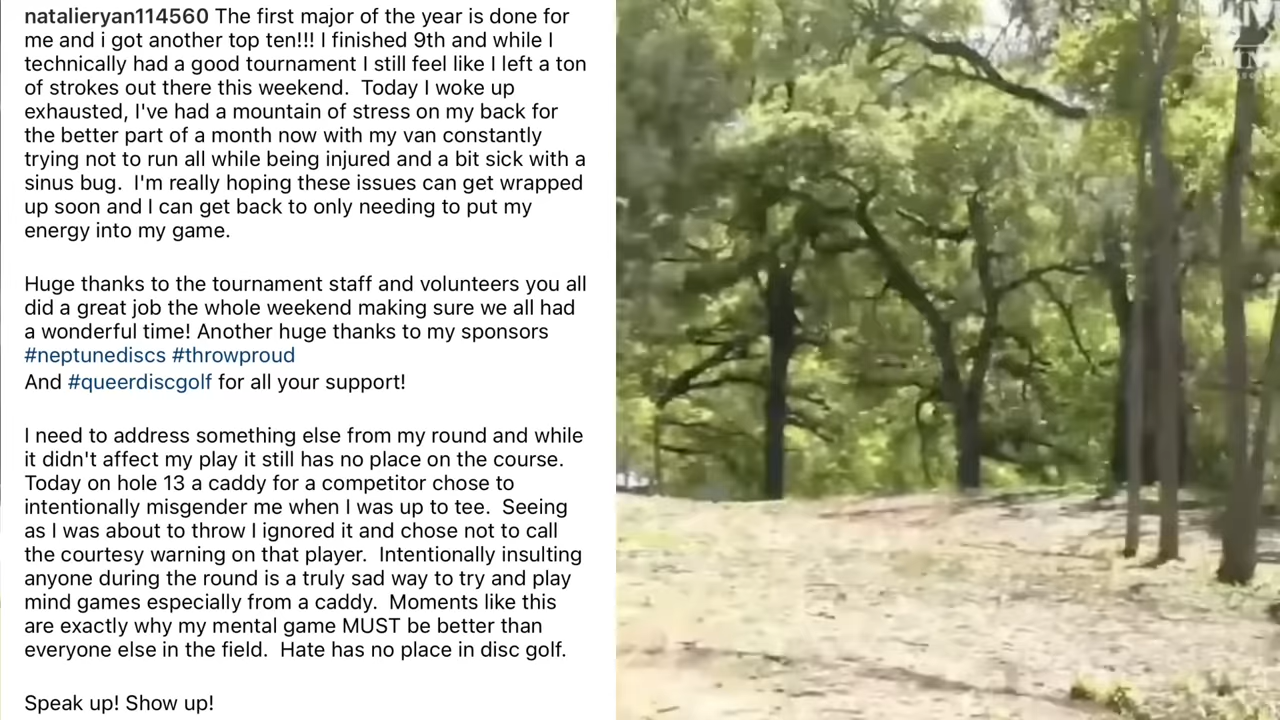 natalieryan114560 The first major of the year is done for
me and i got another top ten!!! I finished 9th and while I
technically had a good tournament I still feel like I left a ton
of strokes out there this weekend.  Today I woke up
exhausted, I've had a mountain of stress on my back for
the better part of a month now with my van constantly
trying not to run all while being injured and a bit sick with a
sinus bug.  I'm really hoping these issues can get wrapped
up soon and I can get back to only needing to put my
energy into my game.
Huge thanks to the tournament staff and volunteers you all
did a great job the whole weekend making sure we all had
a wonderful time! Another huge thanks to my sponsors
#neptunediscs #throwproud
And #queerdiscgolf for all your support!
I need to address something else from my round and while
it didn't affect my play it still has no place on the course.
Today on hole 13 a caddy for a competitor chose to
intentionally misgender me when I was up to tee.  Seeing
as I was about to throw I ignored it and chose not to call
the courtesy warning on that player.  Intentionally insulting
anyone during the round is a truly sad way to try and play
mind games especially from a caddy.  Moments like this
are exactly why my mental game MUST be better than
everyone else in the field.  Hate has no place in disc golf.
Speak up! Show up!